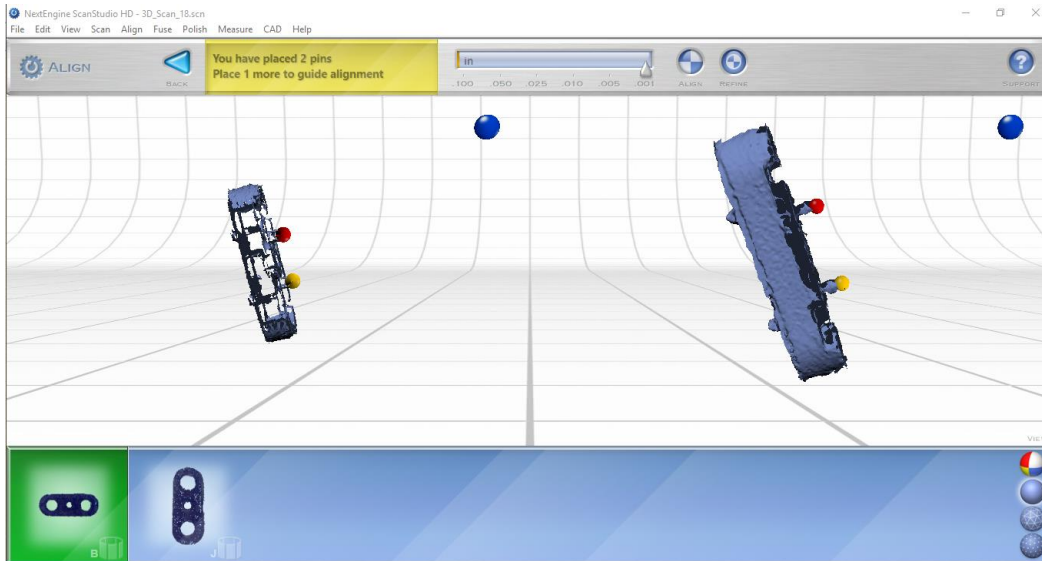 NextEngine ScanStudio HD - 3D_Scan_18.scn
File Edit View Scan Align Fuse Polish Measure CAD Help
ALIGN
BACK
You have placed 2 pins
Place 1 more to guide alignment
in
.100 .050 .025 .010 .005 .001
ALIGN
REFINE
?
SUPPORT
VIEW
B
J